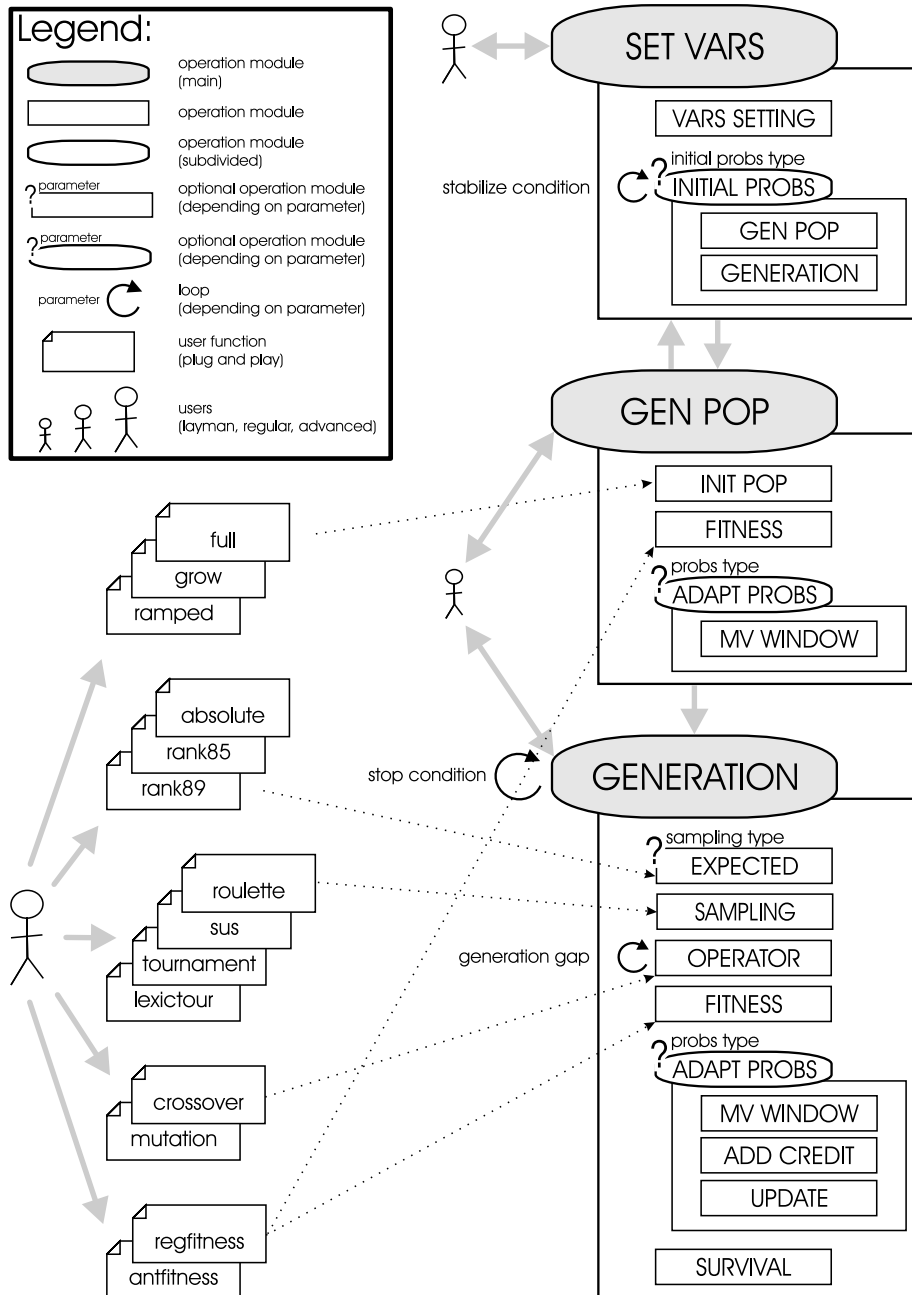 Legend:
operation module
(main)
operation module
operation module
(subdivided)
? parameter
optional operation module
(depending on parameter)
? parameter
optional operation module
(depending on parameter)
parameter
loop
(depending on parameter)
user function
(plug and play)
users
(layman, regular, advanced)
SET VARS
VARS SETTING
? initial probs type
stabilize condition
INITIAL PROBS
GEN POP
GENERATION
GEN POP
INIT POP
FITNESS
? probs type
ADAPT PROBS
MV WINDOW
full
grow
ramped
absolute
rank85
rank89
stop condition
GENERATION
? sampling type
EXPECTED
SAMPLING
generation gap
OPERATOR
FITNESS
? probs type
ADAPT PROBS
MV WINDOW
ADD CREDIT
UPDATE
SURVIVAL
roulette
sus
tournament
lexictour
crossover
mutation
regfitness
antfitness